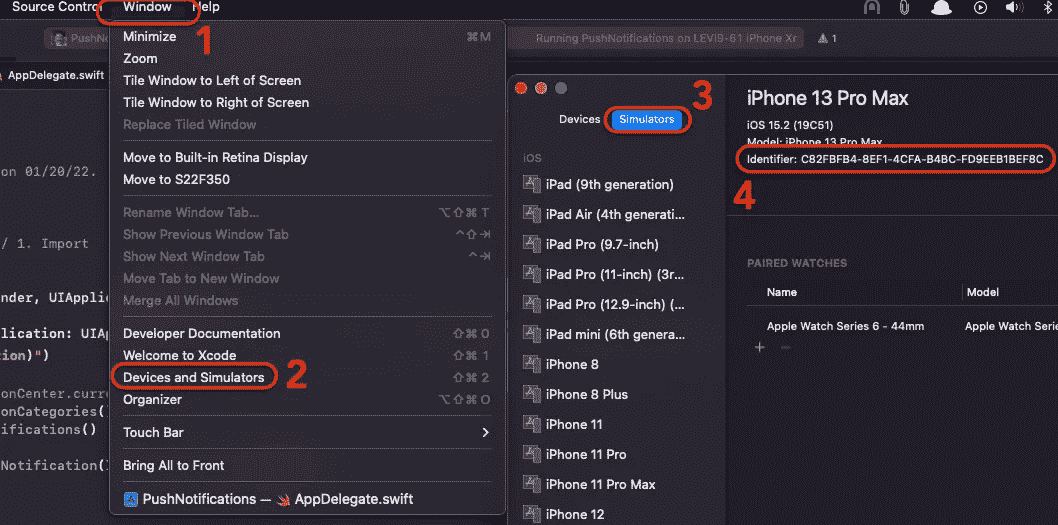 Source Control Window Help
1
PushN
Running PushNotifications on LEVI9-61 iPhone Xr 1
AppDelegate.swift
on 01/20/22.
/ 1. Import
nder, UIApplic
plication: UIAp
tion)")
onCenter.curre
onCategories()
ifications()
Notification(
Minimize ⌘M
Zoom
Tile Window to Left of Screen
Tile Window to Right of Screen
Replace Tiled Window
Move to Built-in Retina Display
Move to S22F350
Rename Window Tab... ⌥⇧⌘ T
Show Previous Window Tab ^⇧⇥
Show Next Window Tab ^⇥
Move Tab to New Window
Merge All Windows
Developer Documentation ⇧⌘ 0
Welcome to Xcode ⇧⌘ 1
Devices and Simulators ⇧⌘ 2
2
Organizer ⌥⇧⌘ O
Touch Bar
Bring All to Front
PushNotifications — AppDelegate.swift
3
Devices Simulators
iOS
iPad (9th generation)
iPad Air (4th generati...
iPad Pro (9.7-inch)
iPad Pro (11-inch) (3r...
iPad Pro (12.9-inch) (...
iPad mini (6th genera...
iPhone 8
iPhone 8 Plus
iPhone 11
iPhone 11 Pro
iPhone 11 Pro Max
iPhone 12
iPhone 13 Pro Max
iOS 15.2 (19C51)
Model: iPhone 13 Pro Max
Identifier: C82FBFB4-8EF1-4CFA-B4BC-FD9EEB1BEF8C
4
PAIRED WATCHES
Name Model
Apple Watch Series 6 - 44mm Apple Watch Serie
+ −